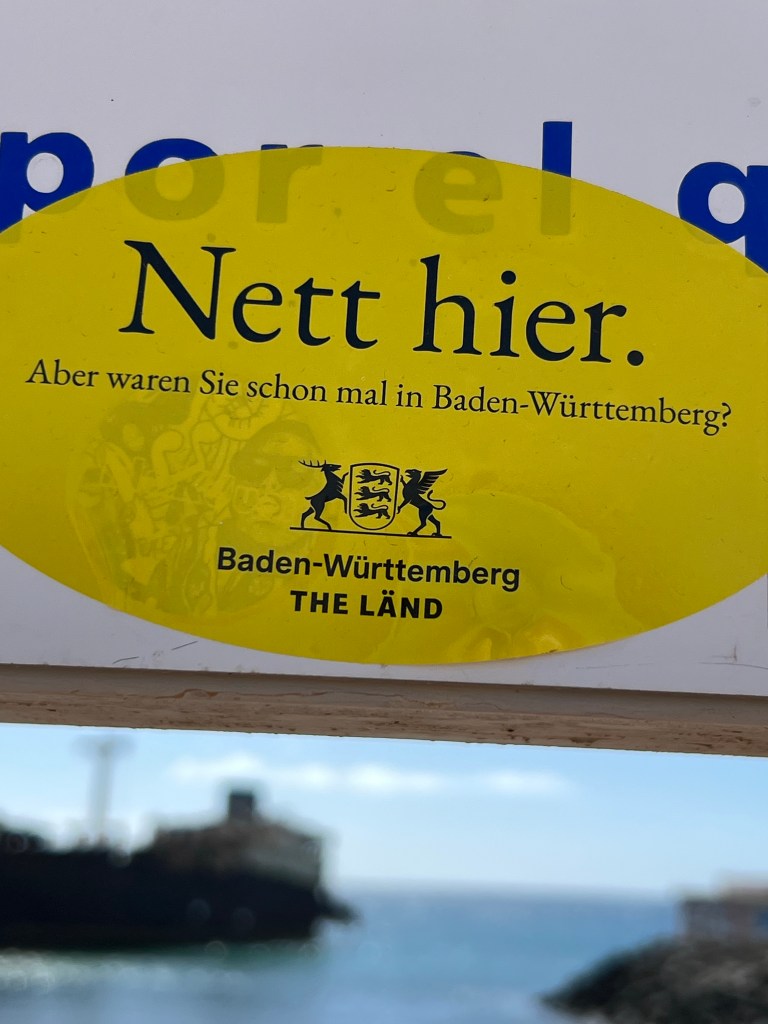 por el q
Nett hier.
Aber waren Sie schon mal in Baden-Württemberg?
Baden-Württemberg
THE LÄND